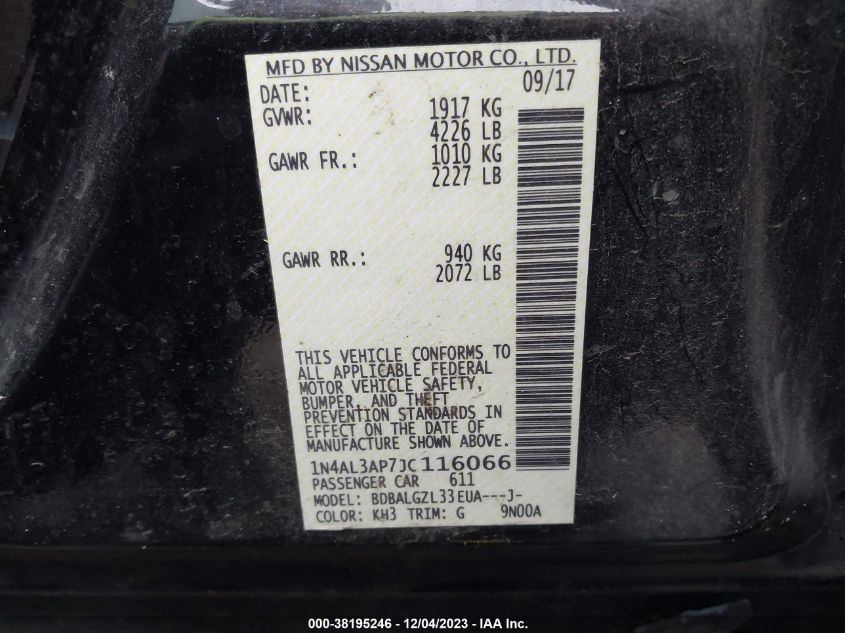 MFD BY NISSAN MOTOR CO., LTD.
DATE: 09/17
GVWR: 1917 KG
4226 LB
GAWR FR.: 1010 KG
2227 LB
GAWR RR.: 940 KG
2072 LB
THIS VEHICLE CONFORMS TO
ALL APPLICABLE FEDERAL
MOTOR VEHICLE SAFETY,
BUMPER, AND THEFT
PREVENTION STANDARDS IN
EFFECT ON THE DATE OF
MANUFACTURE SHOWN ABOVE.
1N4AL3AP7JC116066
PASSENGER CAR 611
MODEL: BDBALGZL33EUA---J-
COLOR: KH3 TRIM: G 9N00A
000-38195246 - 12/04/2023 - IAA Inc.